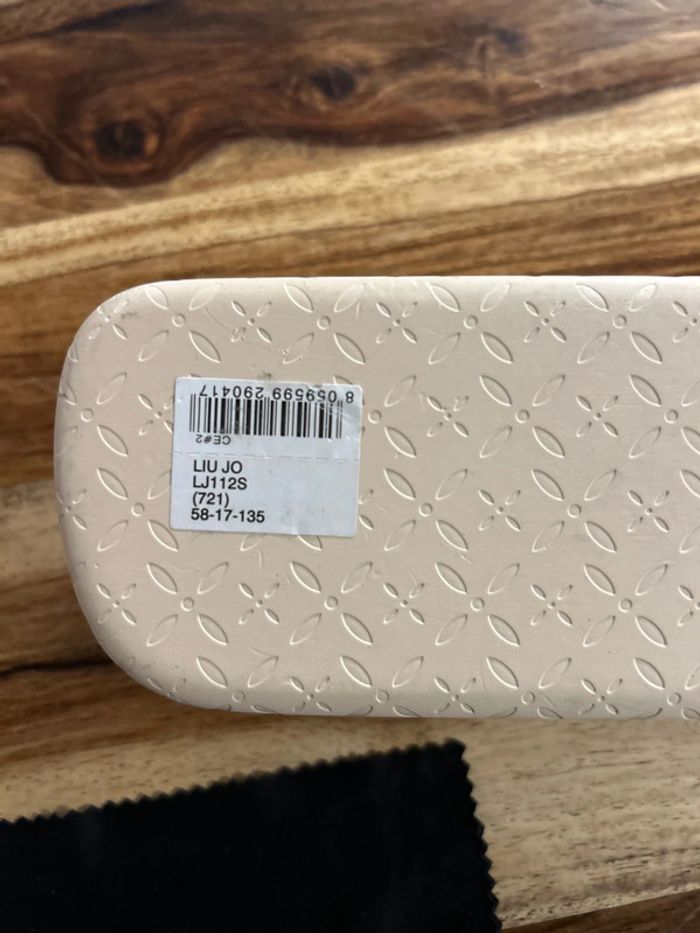 8 059599 290417
CE#2
LIU JO
LJ112S
(721)
58-17-135